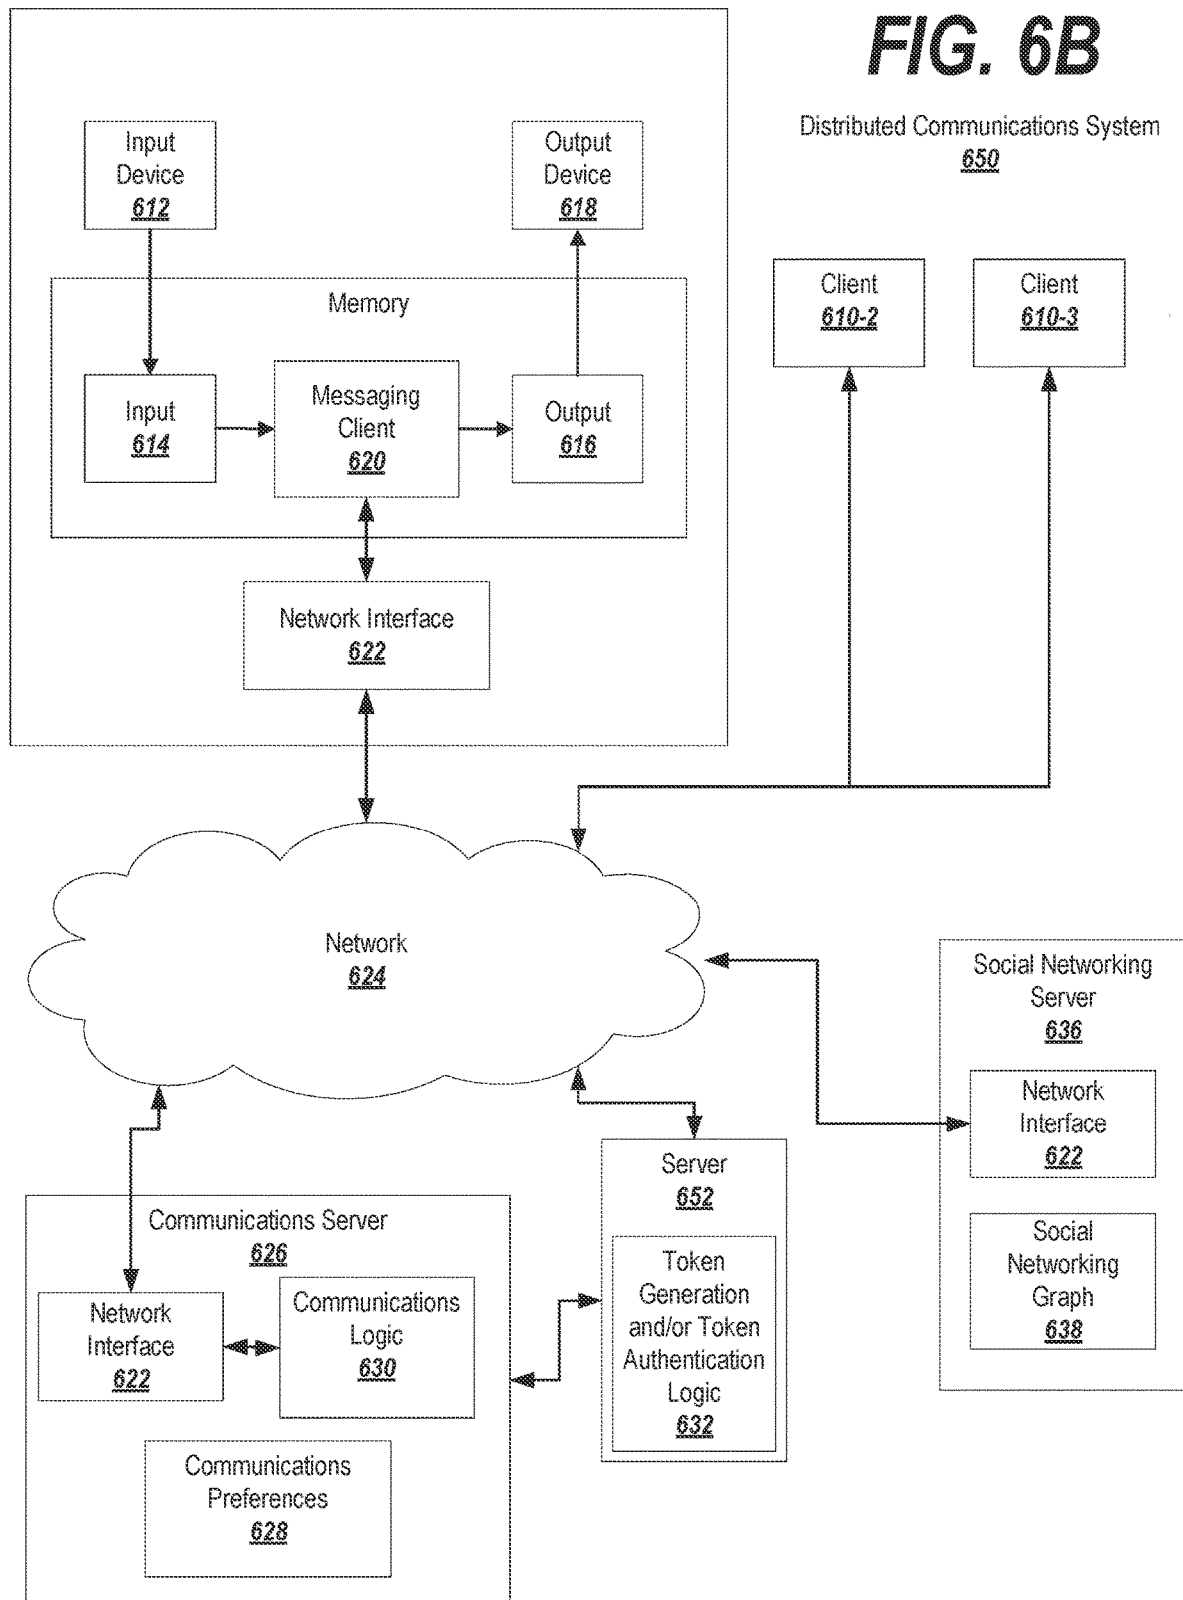 FIG. 6B
Distributed Communications System
650
Input
Device
612
Output
Device
618
Client
610-2
Client
610-3
Memory
Input
614
Messaging
Client
620
Output
616
Network Interface
622
Network
624
Social Networking
Server
636
Network
Interface
622
Social
Networking
Graph
638
Server
652
Token
Generation
and/or Token
Authentication
Logic
632
Communications Server
626
Network
Interface
622
Communications
Logic
630
Communications
Preferences
628